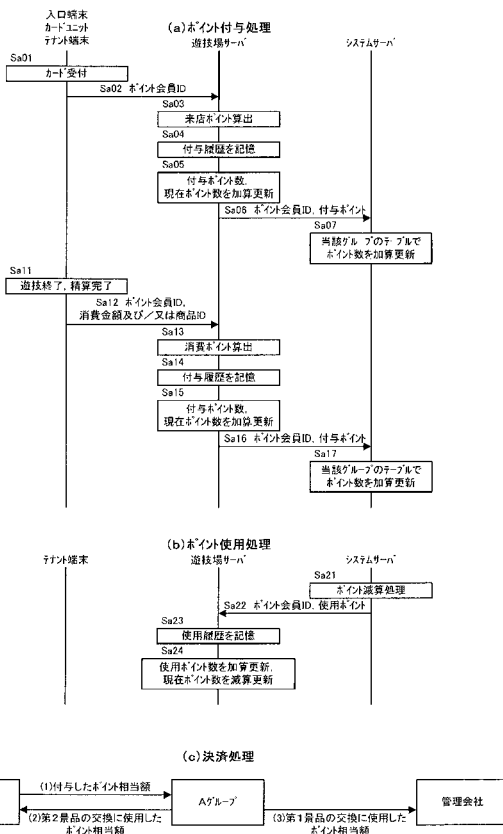 入口端末
カードユニット
テナント端末
(a)ポイント付与処理
遊技場サーバ
システムサーバ
Sa01
カード受付
Sa02 ポイント会員ID
Sa03
来店ポイント算出
Sa04
付与履歴を記憶
Sa05
付与ポイント数,
現在ポイント数を加算更新
Sa06 ポイント会員ID, 付与ポイント
Sa07
当該グループのテーブルで
ポイント数を加算更新
Sa11
遊技終了, 精算完了
Sa12 ポイント会員ID,
消費金額及び/又は商品ID
Sa13
消費ポイント算出
Sa14
付与履歴を記憶
Sa15
付与ポイント数,
現在ポイント数を加算更新
Sa16 ポイント会員ID, 付与ポイント
Sa17
当該グループのテーブルで
ポイント数を加算更新
(b)ポイント使用処理
テナント端末
遊技場サーバ
システムサーバ
Sa21
ポイント減算処理
Sa22 ポイント会員ID, 使用ポイント
Sa23
使用履歴を記憶
Sa24
使用ポイント数を加算更新,
現在ポイント数を減算更新
(c)決済処理
(1)付与したポイント相当額
Aグループ
管理会社
(2)第2景品の交換に使用した
ポイント相当額
(3)第1景品の交換に使用した
ポイント相当額